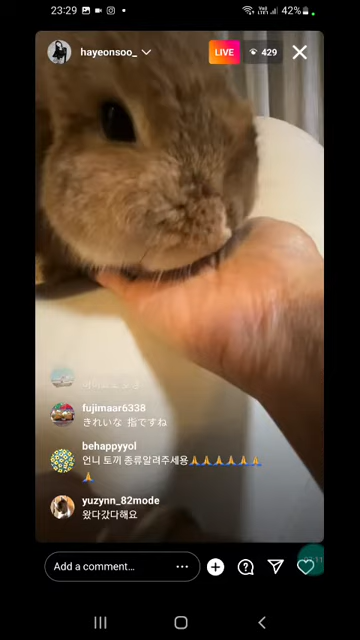 23:29
42%
hayeonsoo_
LIVE
429
fujimaar6338
きれいな 指ですね
behappyyol
언니 토끼 종류알려주세용🙏🙏🙏🙏🙏🙏
🙏
yuzynn_82mode
왔다갔다해요
Add a comment...